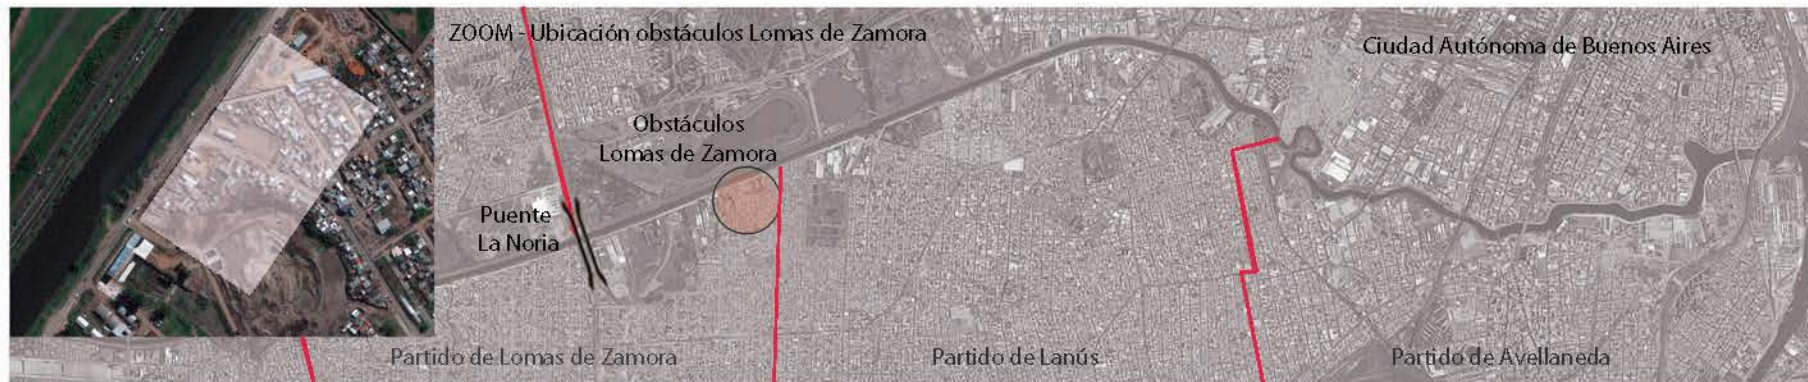 ZOOM - Ubicación obstáculos Lomas de Zamora
Ciudad Autónoma de Buenos Aires
Obstáculos
Lomas de Zamora
Puente
La Noria
Partido de Lomas de Zamora
Partido de Lanús
Partido de Avellaneda